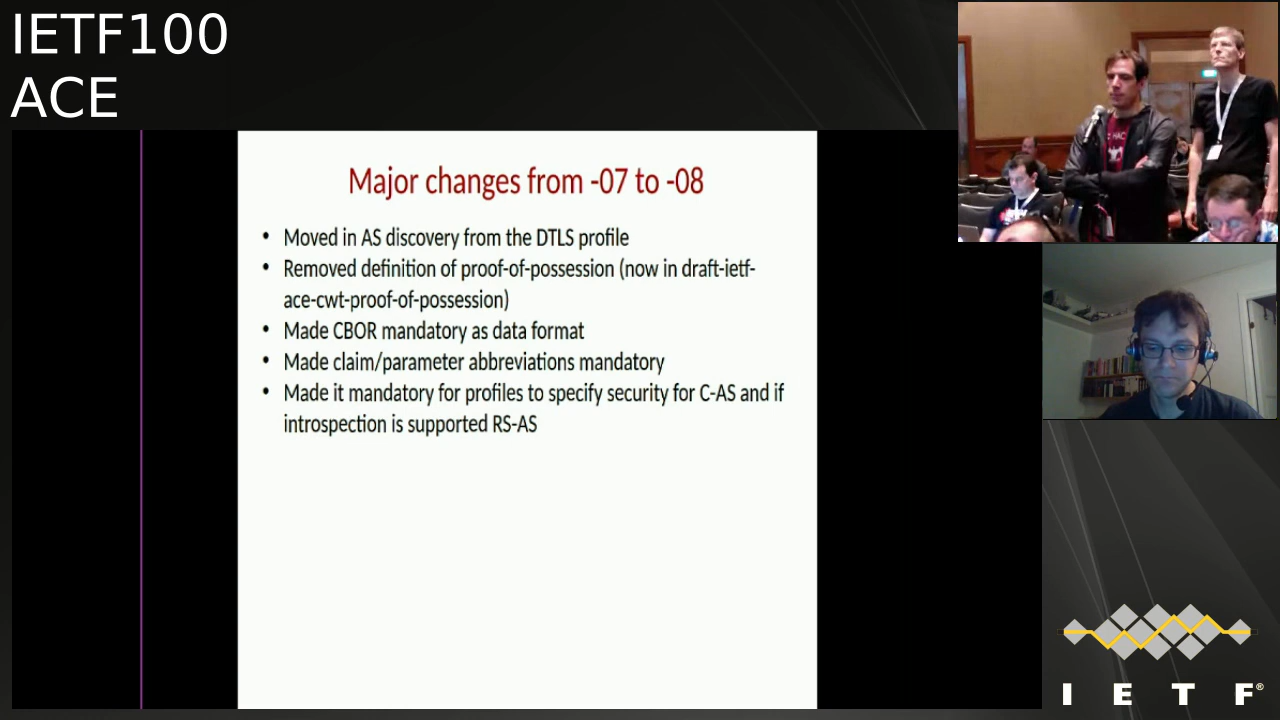 IETF100
ACE
Major changes from -07 to -08
• Moved in AS discovery from the DTLS profile
• Removed definition of proof-of-possession (now in draft-ietf-
ace-cwt-proof-of-possession)
• Made CBOR mandatory as data format
• Made claim/parameter abbreviations mandatory
• Made it mandatory for profiles to specify security for C-AS and if
introspection is supported RS-AS
I E T F®